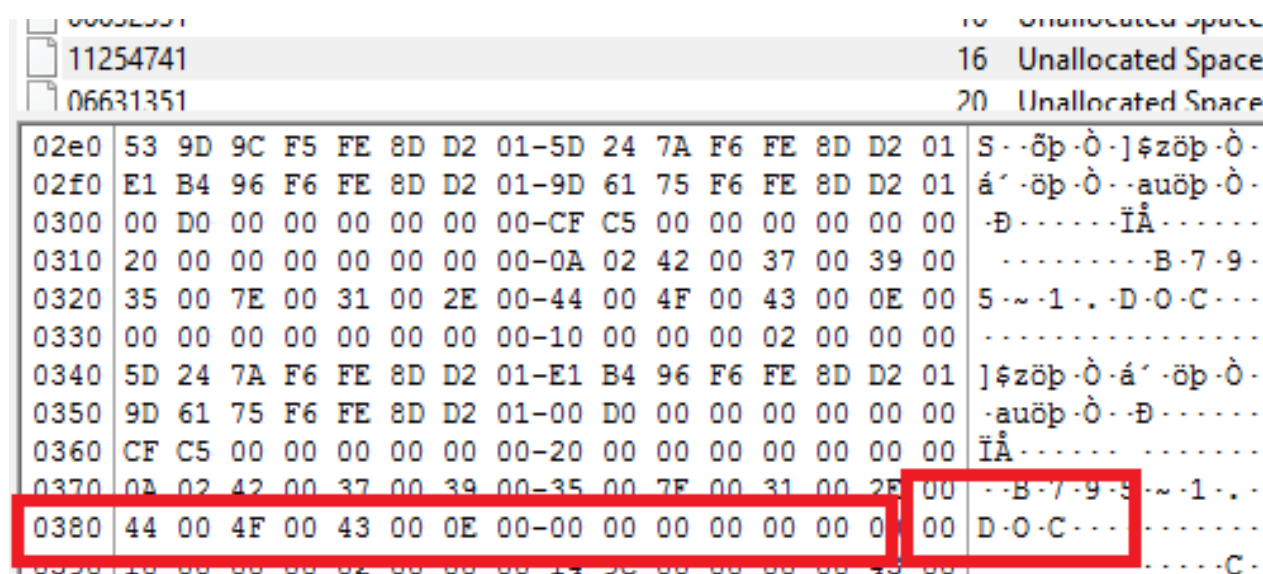 11254741 16 Unallocated Space
06631351 20 Unallocated Space
02e0 53 9D 9C F5 FE 8D D2 01-5D 24 7A F6 FE 8D D2 01 S··õþ·Ò·]$zöþ·Ò·
02f0 E1 B4 96 F6 FE 8D D2 01-9D 61 75 F6 FE 8D D2 01 á´·öþ·Ò··auöþ·Ò·
0300 00 D0 00 00 00 00 00 00-CF C5 00 00 00 00 00 00 ·Ð······ÏÅ······
0310 20 00 00 00 00 00 00 00-0A 02 42 00 37 00 39 00 ·········B·7·9·
0320 35 00 7E 00 31 00 2E 00-44 00 4F 00 43 00 0E 00 5·~·1·.·D·O·C···
0330 00 00 00 00 00 00 00 00-10 00 00 00 02 00 00 00 ················
0340 5D 24 7A F6 FE 8D D2 01-E1 B4 96 F6 FE 8D D2 01 ]$zöþ·Ò·á´·öþ·Ò·
0350 9D 61 75 F6 FE 8D D2 01-00 D0 00 00 00 00 00 00 ·auöþ·Ò··Ð······
0360 CF C5 00 00 00 00 00 00-20 00 00 00 00 00 00 00 ÏÅ······ ·······
0370 0A 02 42 00 37 00 39 00-35 00 7E 00 31 00 2E 00 ··B·7·9·5·~·1·.·
0380 44 00 4F 00 43 00 0E 00-00 00 00 00 00 00 00 00 D·O·C···········